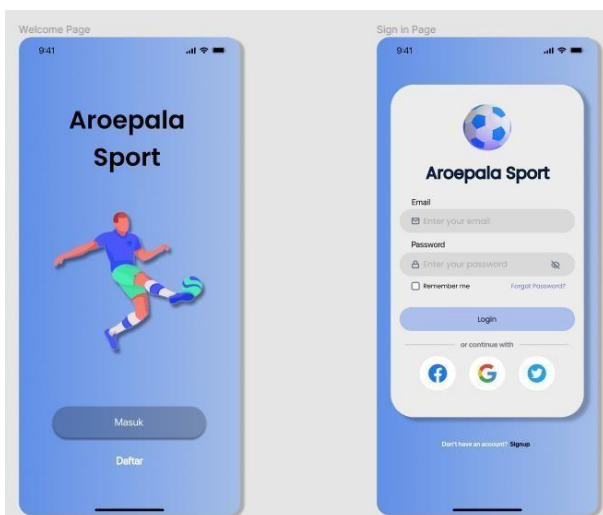 Welcome Page
9:41
Aroepala
Sport
Masuk
Daftar
Sign in Page
9:41
Aroepala Sport
Email
Enter your email
Password
Enter your password
Remember me
Forgot Password?
Login
or continue with
Don't have an account? Signup